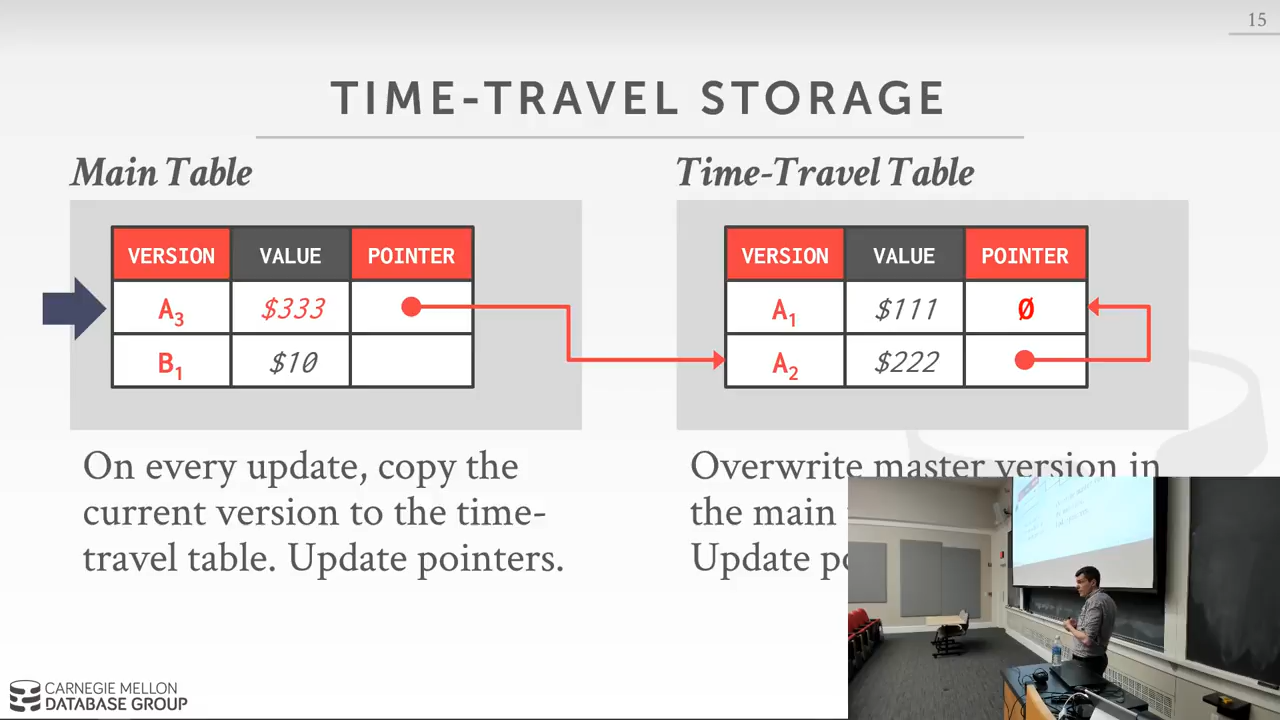 15
TIME-TRAVEL STORAGE
Main Table
VERSION VALUE POINTER
A3 $333
B1 $10
On every update, copy the
current version to the time-
travel table. Update pointers.
Time-Travel Table
VERSION VALUE POINTER
A1 $111 Ø
A2 $222
Overwrite master version in
the main
Update
CARNEGIE MELLON
DATABASE GROUP